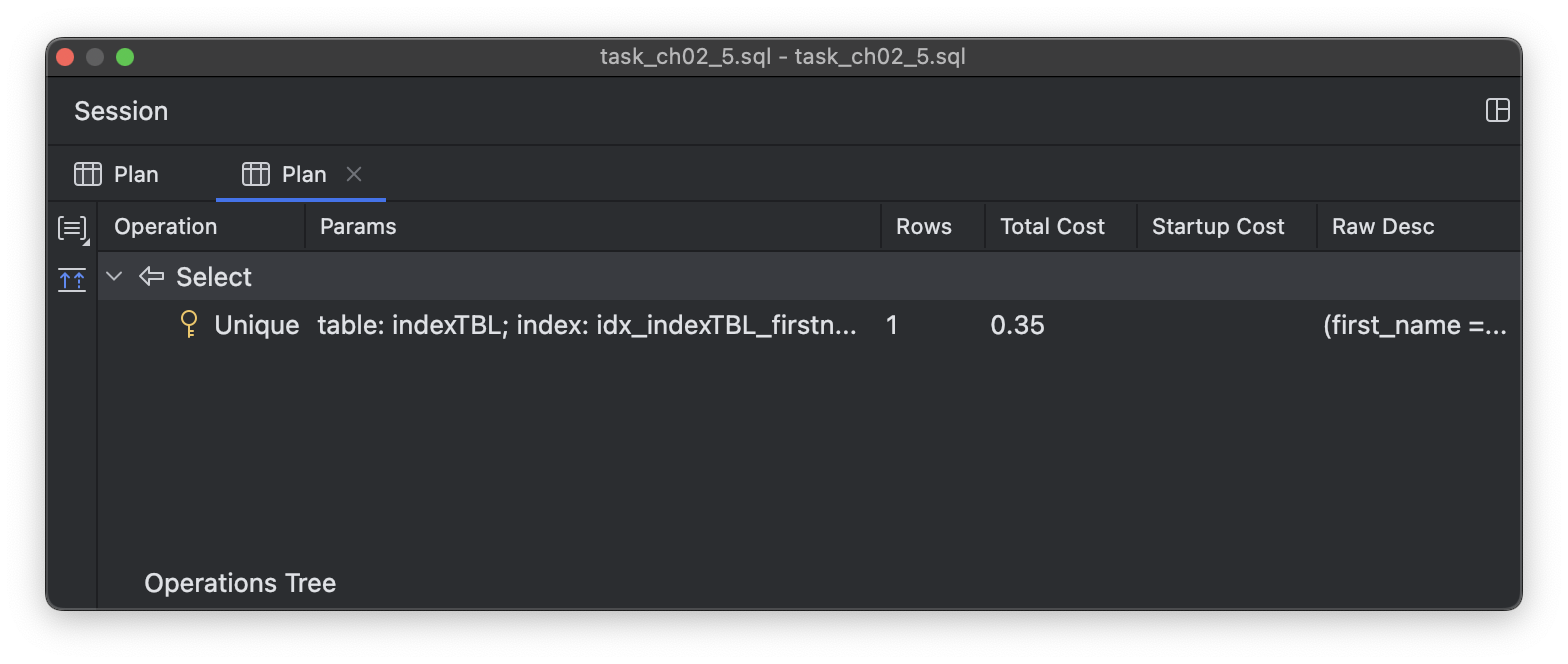 task_ch02_5.sql - task_ch02_5.sql
Session
Plan Plan
Operation Params Rows Total Cost Startup Cost Raw Desc
Select
Unique table: indexTBL; index: idx_indexTBL_firstn... 1 0.35 (first_name =...
Operations Tree